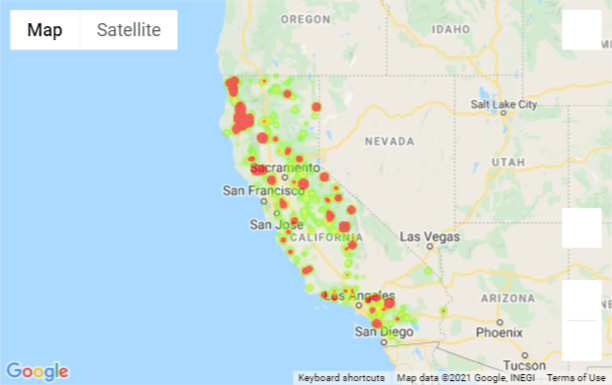 Map Satellite
OREGON
IDAHO
Salt Lake City
NEVADA
UTAH
Sacramento
San Francisco
San Jose
CALIFORNIA
Las Vegas
Los Angeles
ARIZONA
San Diego
Phoenix
Tucson
Google
Keyboard shortcuts Map data ©2021 Google, INEGI Terms of Use